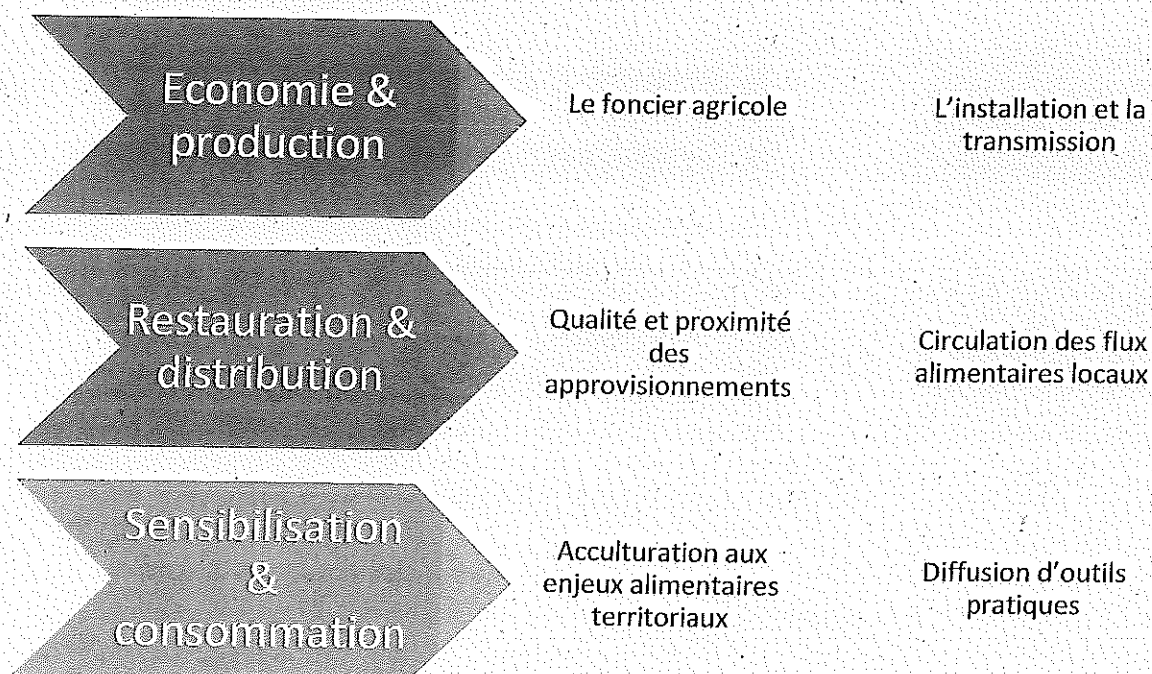 Economie &
production
Le foncier agricole
L'installation et la
transmission
Restauration &
distribution
Qualité et proximité
des
approvisionnements
Circulation des flux
alimentaires locaux
Sensibilisation
&
consommation
Acculturation aux
enjeux alimentaires
territoriaux
Diffusion d'outils
pratiques